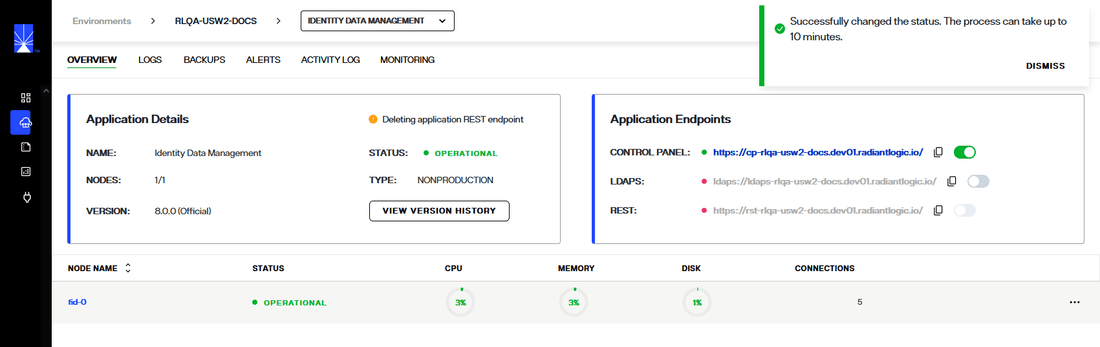 Environments > RLQA-USW2-DOCS > IDENTITY DATA MANAGEMENT
Successfully changed the status. The process can take up to
10 minutes.
DISMISS
OVERVIEW LOGS BACKUPS ALERTS ACTIVITY LOG MONITORING
Application Details
Deleting application REST endpoint
NAME: Identity Data Management
STATUS: OPERATIONAL
NODES: 1/1
TYPE: NONPRODUCTION
VERSION: 8.0.0 (Official)
VIEW VERSION HISTORY
Application Endpoints
CONTROL PANEL: https://cp-rlqa-usw2-docs.dev01.radiantlogic.io/
LDAPS: ldaps://ldaps-rlqa-usw2-docs.dev01.radiantlogic.io/
REST: https://rst-rlqa-usw2-docs.dev01.radiantlogic.io/
NODE NAME STATUS CPU MEMORY DISK CONNECTIONS
fid-0 OPERATIONAL 3% 3% 1% 5